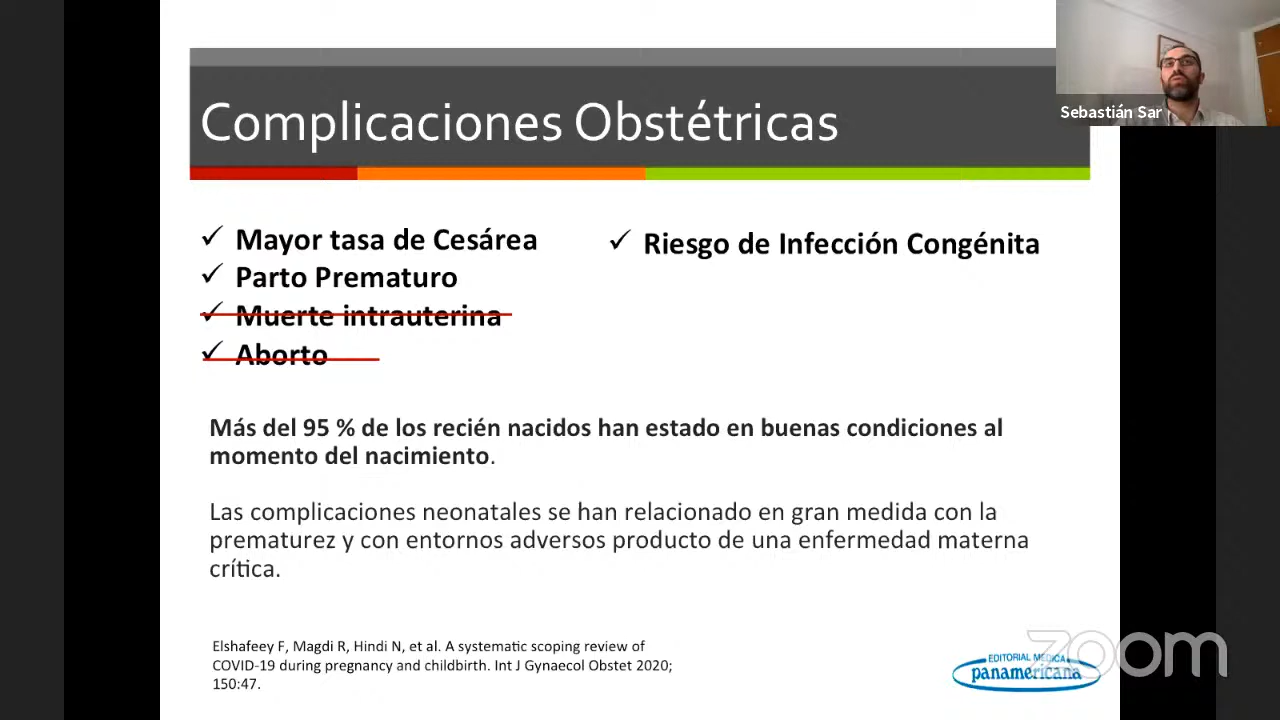 Complicaciones Obstétricas
Sebastián Sar
✓ Mayor tasa de Cesárea
✓ Parto Prematuro
✓ Muerte intrauterina
✓ Aborto
✓ Riesgo de Infección Congénita
Más del 95 % de los recién nacidos han estado en buenas condiciones al
momento del nacimiento.
Las complicaciones neonatales se han relacionado en gran medida con la
prematurez y con entornos adversos producto de una enfermedad materna
crítica.
Elshafeey F, Magdi R, Hindi N, et al. A systematic scoping review of
COVID-19 during pregnancy and childbirth. Int J Gynaecol Obstet 2020;
150:47.
EDITORIAL MEDICA
panamericana
zoom